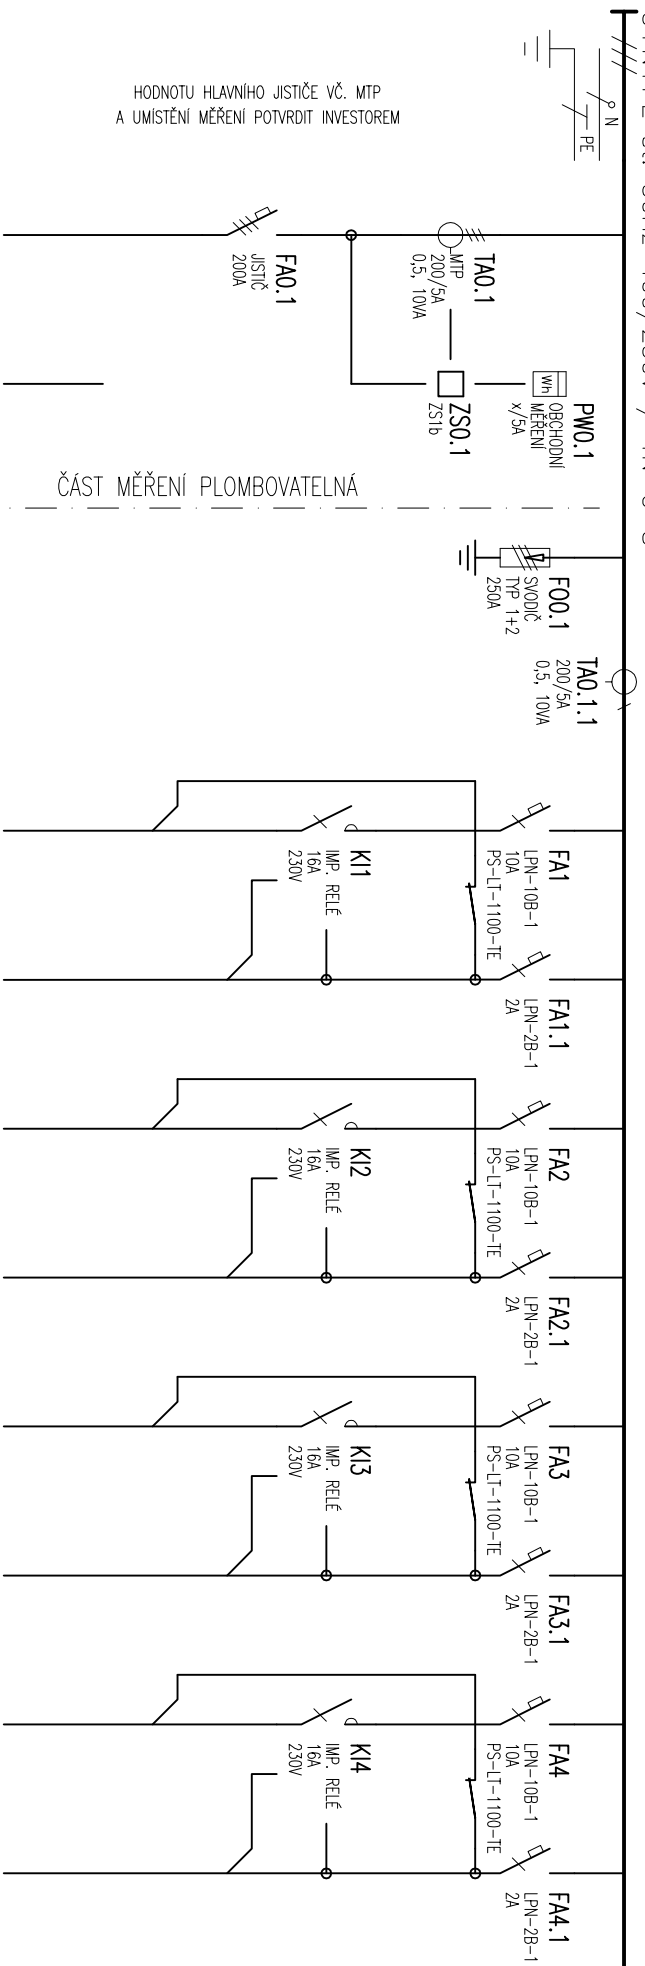 HODNOTU HLAVNÍHO JISTIČE VČ. MTP
A UMÍSTĚNÍ MĚŘENÍ POTVRDIT INVESTOREM
N
PE
FA0.1
JISTIČ
200A
TA0.1
MTP
200/5A
0,5, 10VA
PW0.1
Wh
OBCHODNÍ
MĚŘENÍ
x/5A
ZS0.1
ZS1b
ČÁST MĚŘENÍ PLOMBOVATELNÁ
F00.1
SVODIČ
TYP 1+2
250A
TA0.1.1
200/5A
0,5, 10VA
FA1
LPN-10B-1
10A
PS-LT-1100-TE
KI1
IMP. RELÉ
16A
230V
FA1.1
LPN-2B-1
2A
FA2
LPN-10B-1
10A
PS-LT-1100-TE
KI2
IMP. RELÉ
16A
230V
FA2.1
LPN-2B-1
2A
FA3
LPN-10B-1
10A
PS-LT-1100-TE
KI3
IMP. RELÉ
16A
230V
FA3.1
LPN-2B-1
2A
FA4
LPN-10B-1
10A
PS-LT-1100-TE
KI4
IMP. RELÉ
16A
230V
FA4.1
LPN-2B-1
2A